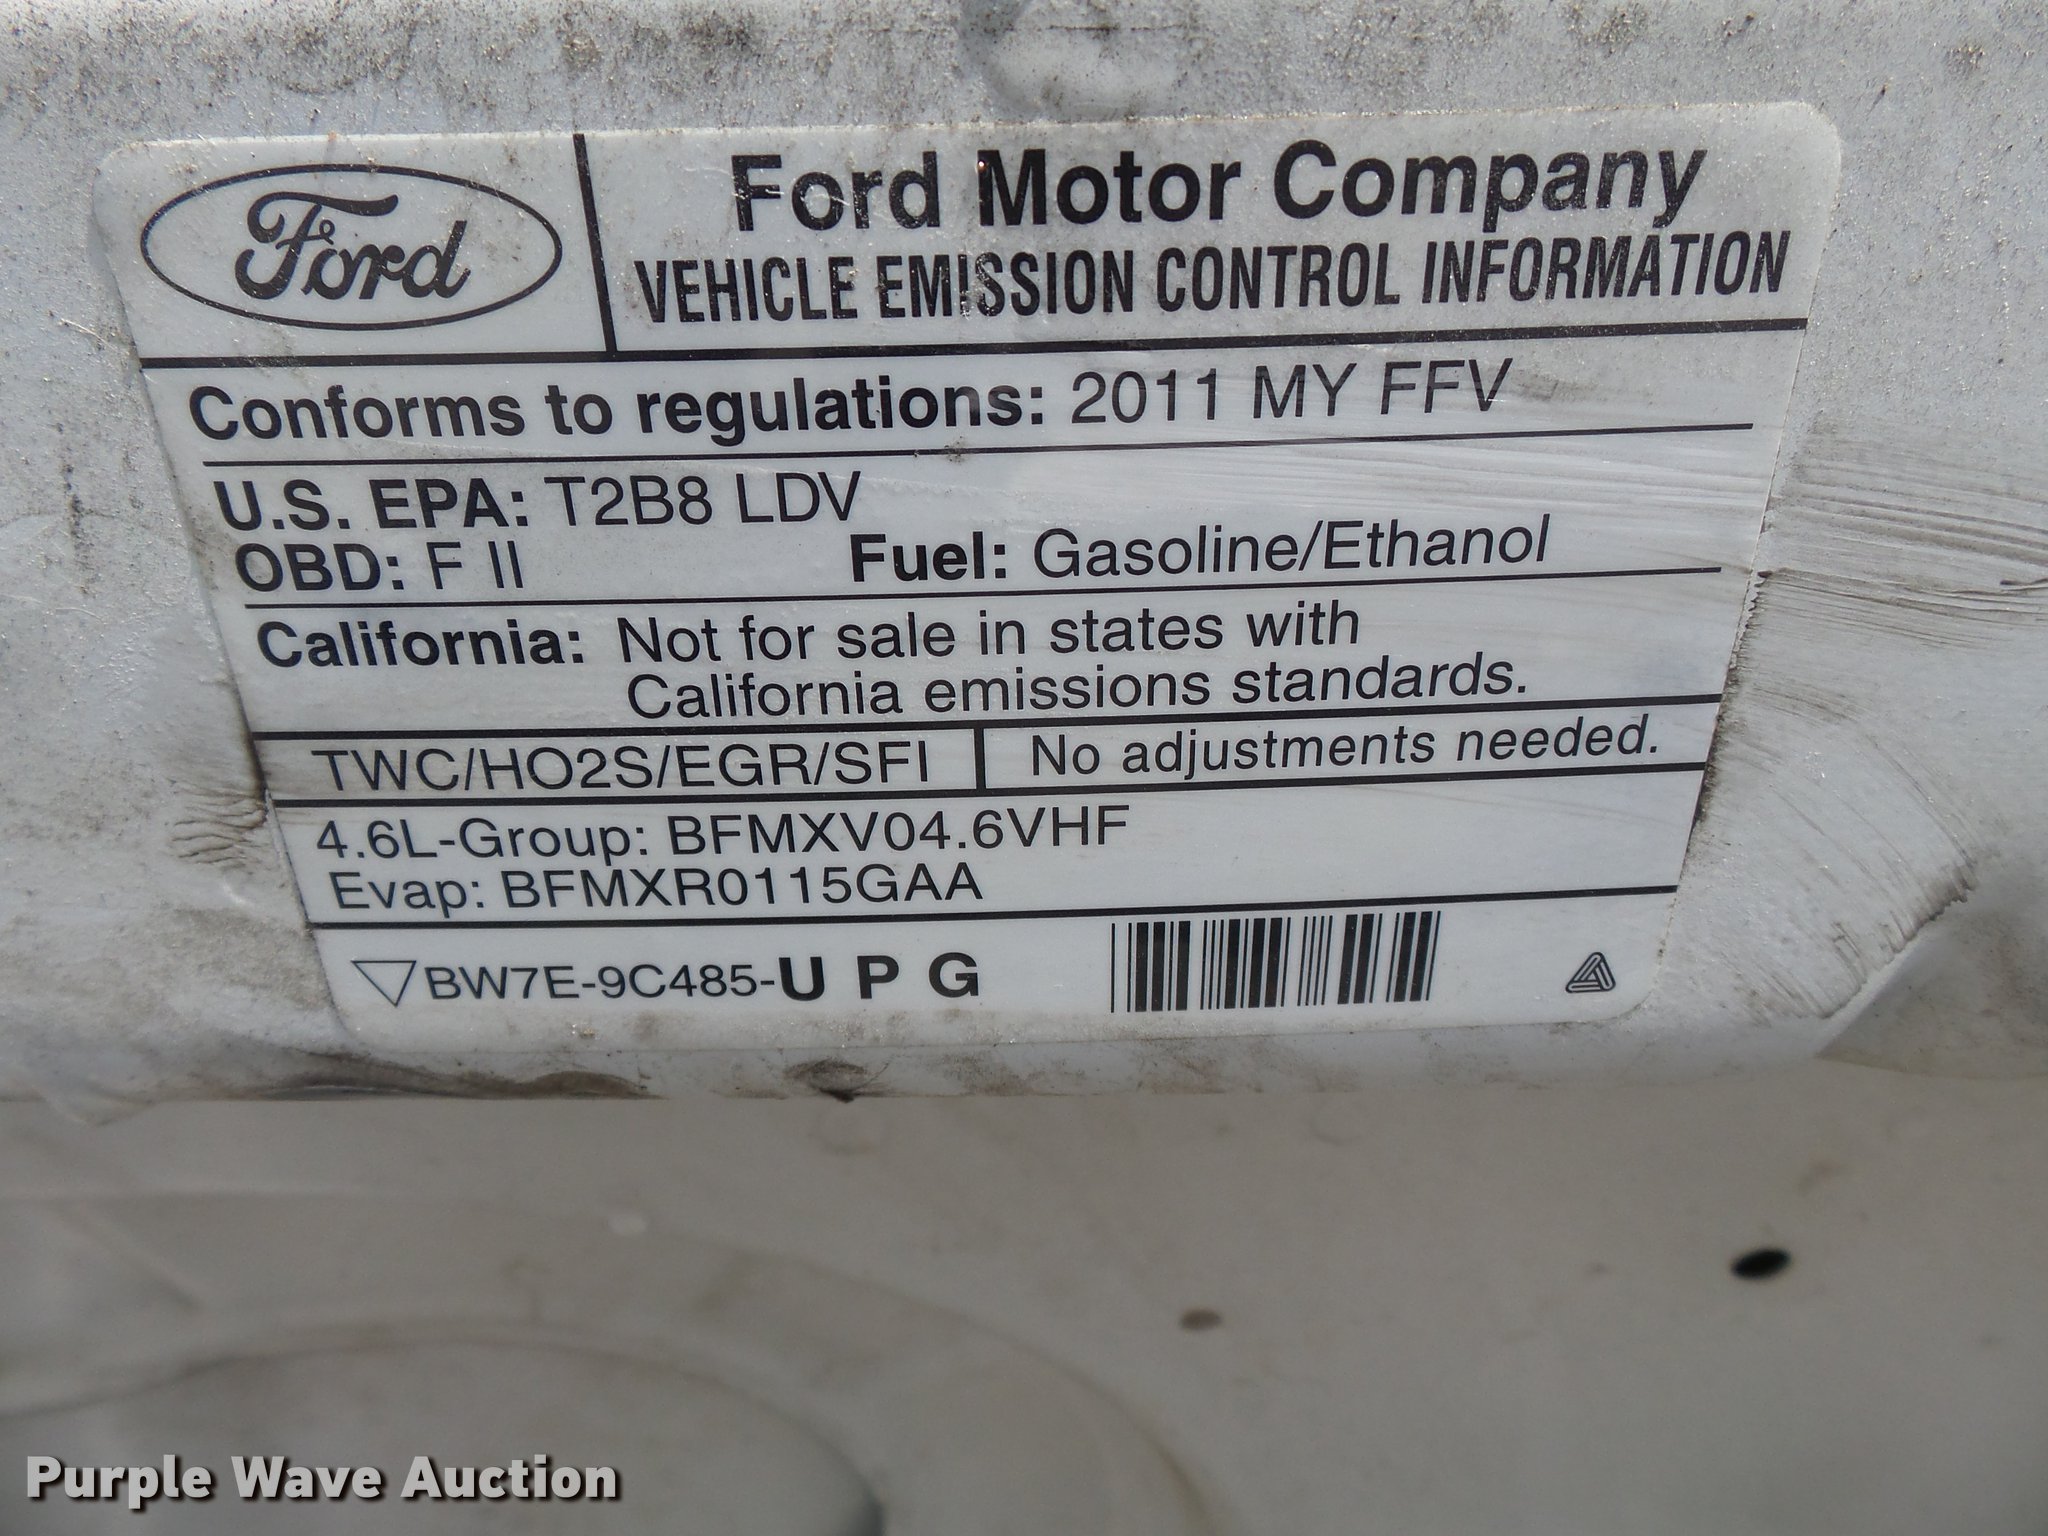 Ford
Ford Motor Company
VEHICLE EMISSION CONTROL INFORMATION
Conforms to regulations: 2011 MY FFV
U.S. EPA: T2B8 LDV
OBD: F II Fuel: Gasoline/Ethanol
California: Not for sale in states with
California emissions standards.
TWC/HO2S/EGR/SFI No adjustments needed.
4.6L-Group: BFMXV04.6VHF
Evap: BFMXR0115GAA
BW7E-9C485-U P G
Purple Wave Auction